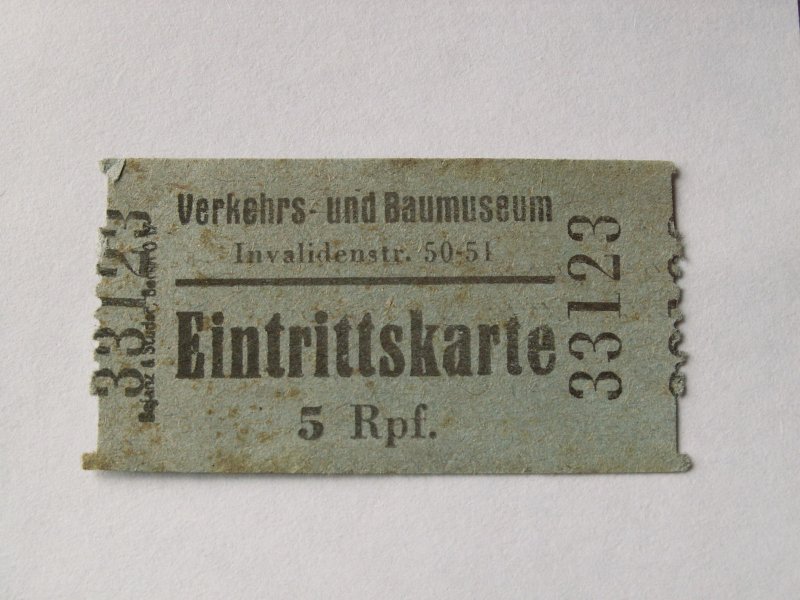 Verkehrs- und Baumuseum
Invalidenstr. 50-51
Eintrittskarte
5 Rpf.
33123
33123